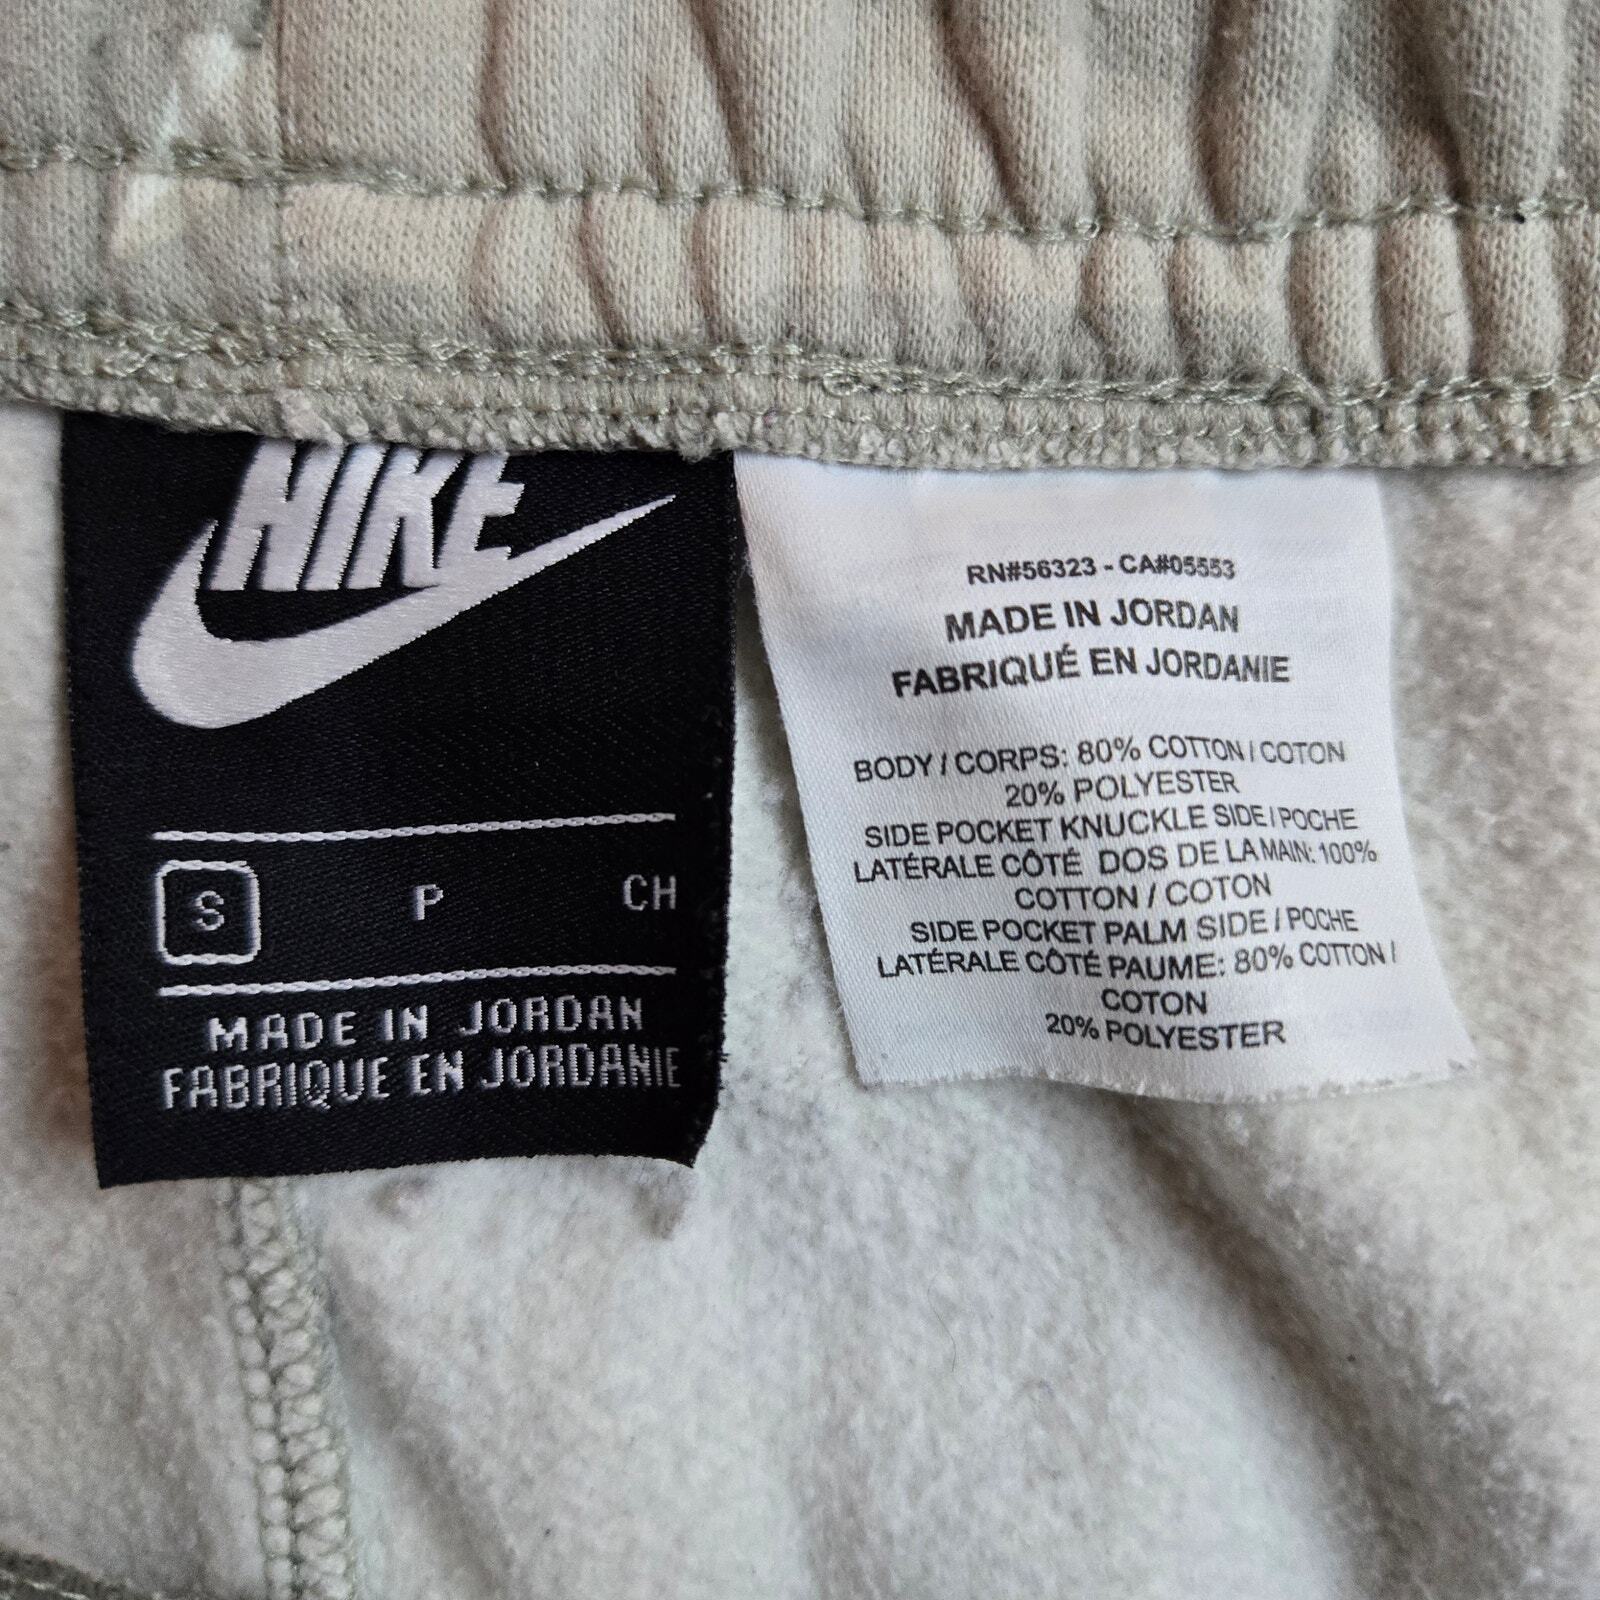 NIKE
S P CH
MADE IN JORDAN
FABRIQUE EN JORDANIE
RN#56323 - CA#05553
MADE IN JORDAN
FABRIQUÉ EN JORDANIE
BODY / CORPS: 80% COTTON / COTON
20% POLYESTER
SIDE POCKET KNUCKLE SIDE / POCHE
LATÉRALE CÔTÉ DOS DE LA MAIN: 100%
COTTON / COTON
SIDE POCKET PALM SIDE / POCHE
LATÉRALE CÔTÉ PAUME: 80% COTTON /
COTON
20% POLYESTER